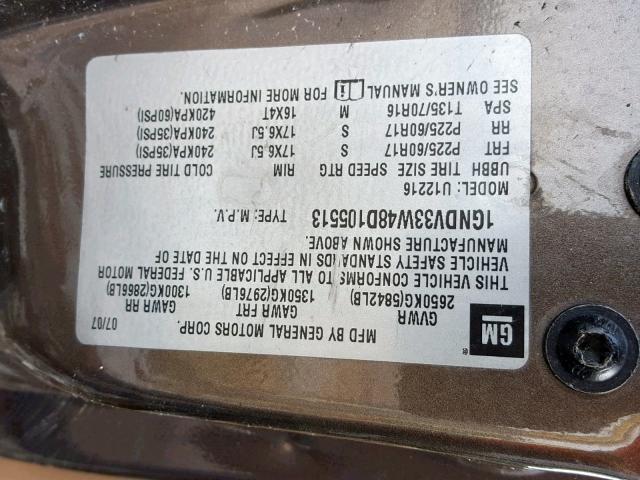 GM
MFD BY GENERAL MOTORS CORP. 07/07
GVWR GAWR FRT GAWR RR
2650KG(5842LB) 1350KG(2976LB) 1300KG(2866LB)
THIS VEHICLE CONFORMS TO ALL APPLICABLE U.S. FEDERAL MOTOR
VEHICLE SAFETY STANDARDS IN EFFECT ON THE DATE OF
MANUFACTURE SHOWN ABOVE.
1GNDV33W48D105513 TYPE: M.P.V.
MODEL: U12216
UBBH TIRE SIZE SPEED RTG RIM COLD TIRE PRESSURE
FRT P225/60R17 S 17X6.5J 240KPA(35PSI)
RR P225/60R17 S 17X6.5J 240KPA(35PSI)
SPA T135/70R16 M 16X4T 420KPA(60PSI)
SEE OWNER'S MANUAL FOR MORE INFORMATION.